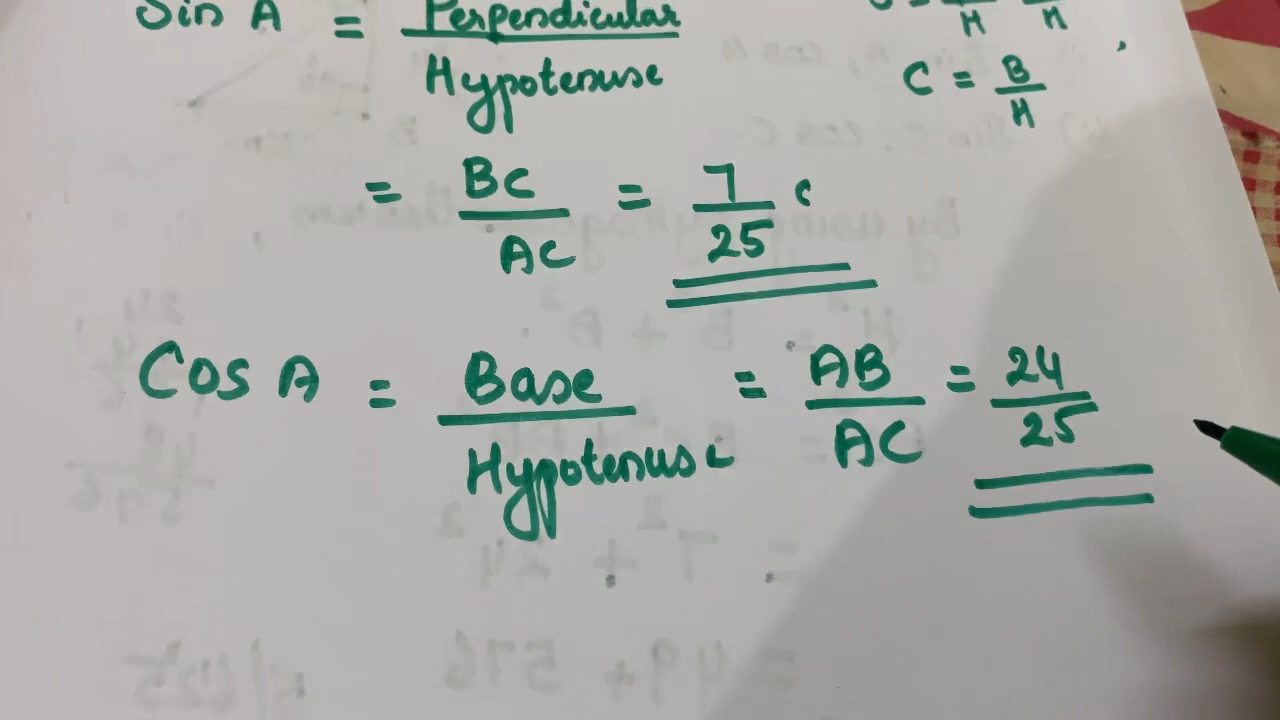 Sin A = Perpendicular / Hypotenuse
C = B / H
= BC / AC = 7 / 25
Cos A = Base / Hypotenuse = AB / AC = 24 / 25